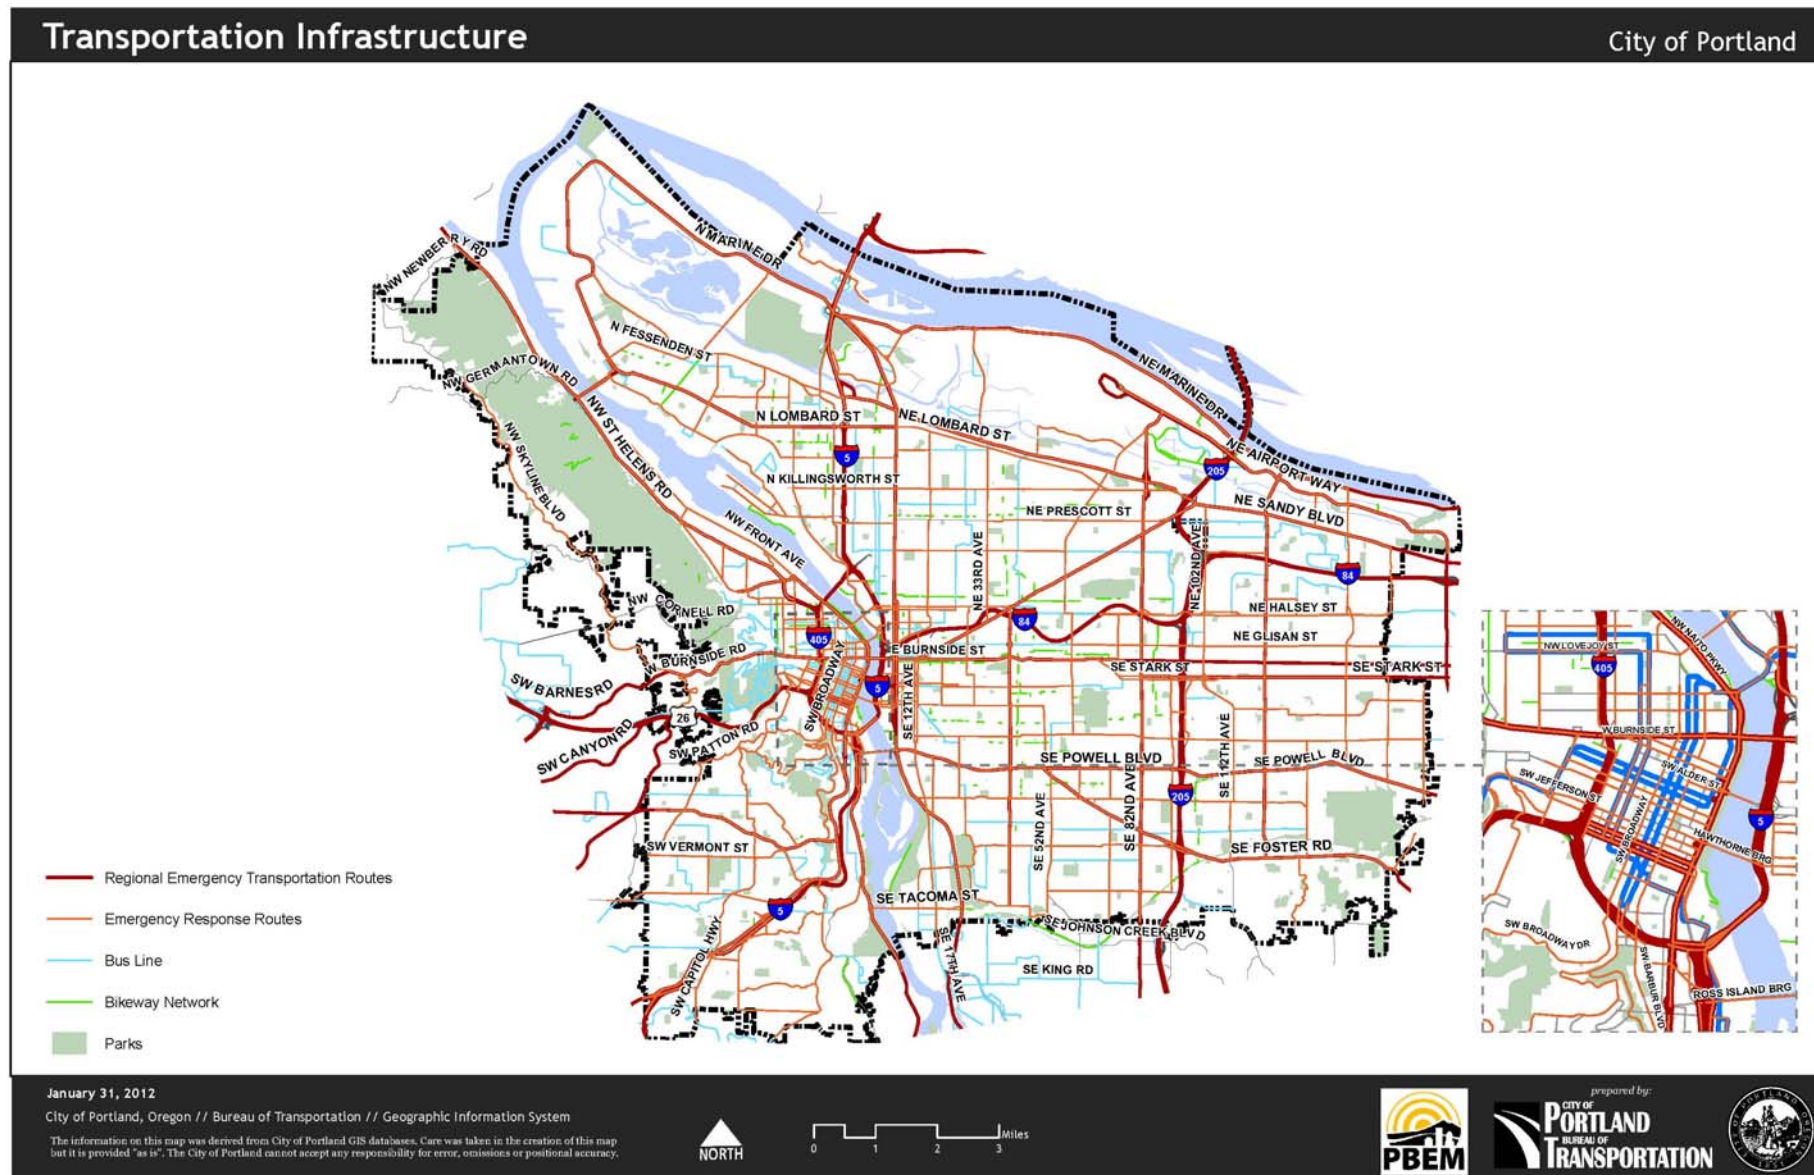 Transportation Infrastructure
City of Portland
NW NEWBERRY RD
N MARINE DR
N FESSENDEN ST
NW GERMANTOWN RD
NE MARINE DR
NW ST HELENS RD
N LOMBARD ST
NE LOMBARD ST
NW SKYLINE BLVD
5
205
NE AIRPORT WAY
N KILLINGSWORTH ST
NE SANDY BLVD
NE PRESCOTT ST
NW FRONT AVE
NE 33RD AVE
NE 102ND AVE
84
NW CORNELL RD
NE HALSEY ST
84
405
NE GLISAN ST
W BURNSIDE RD
E BURNSIDE ST
SE STARK ST
SE STARK ST
SW BARNES RD
5
SW BROADWAY
SE 12TH AVE
26
SW CANYON RD
SW PATTON RD
SE 112TH AVE
SE POWELL BLVD
SE POWELL BLVD
205
SE 52ND AVE
SE 82ND AVE
SW VERMONT ST
SE FOSTER RD
SE TACOMA ST
5
SW CAPITOL HWY
SE 17TH AVE
SE JOHNSON CREEK BLVD
SE KING RD
NW NAITO PKWY
NW LOVEJOY ST
405
W BURNSIDE ST
SW ALDER ST
SW JEFFERSON ST
SW BROADWAY
5
HAWTHORNE BRG
SW BROADWAY DR
SW BARBUR BLVD
ROSS ISLAND BRG
Regional Emergency Transportation Routes
Emergency Response Routes
Bus Line
Bikeway Network
Parks
January 31, 2012
City of Portland, Oregon // Bureau of Transportation // Geographic Information System
The information on this map was derived from City of Portland GIS databases. Care was taken in the creation of this map
but it is provided "as is". The City of Portland cannot accept any responsibility for error, omissions or positional accuracy.
NORTH
0 1 2 3 Miles
PBEM
prepared by:
CITY OF
PORTLAND
BUREAU OF
TRANSPORTATION